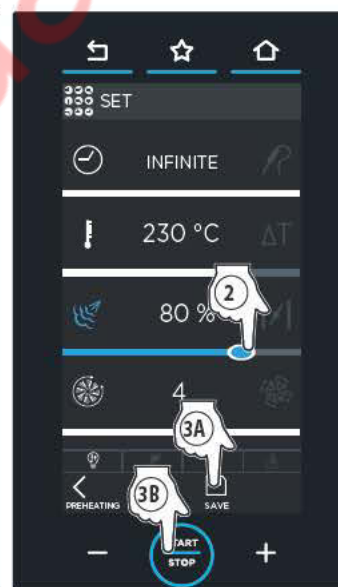 SET
INFINITE
230 °C
ΔT
80 %
2
4
3A
3B
PREHEATING
SAVE
START
STOP